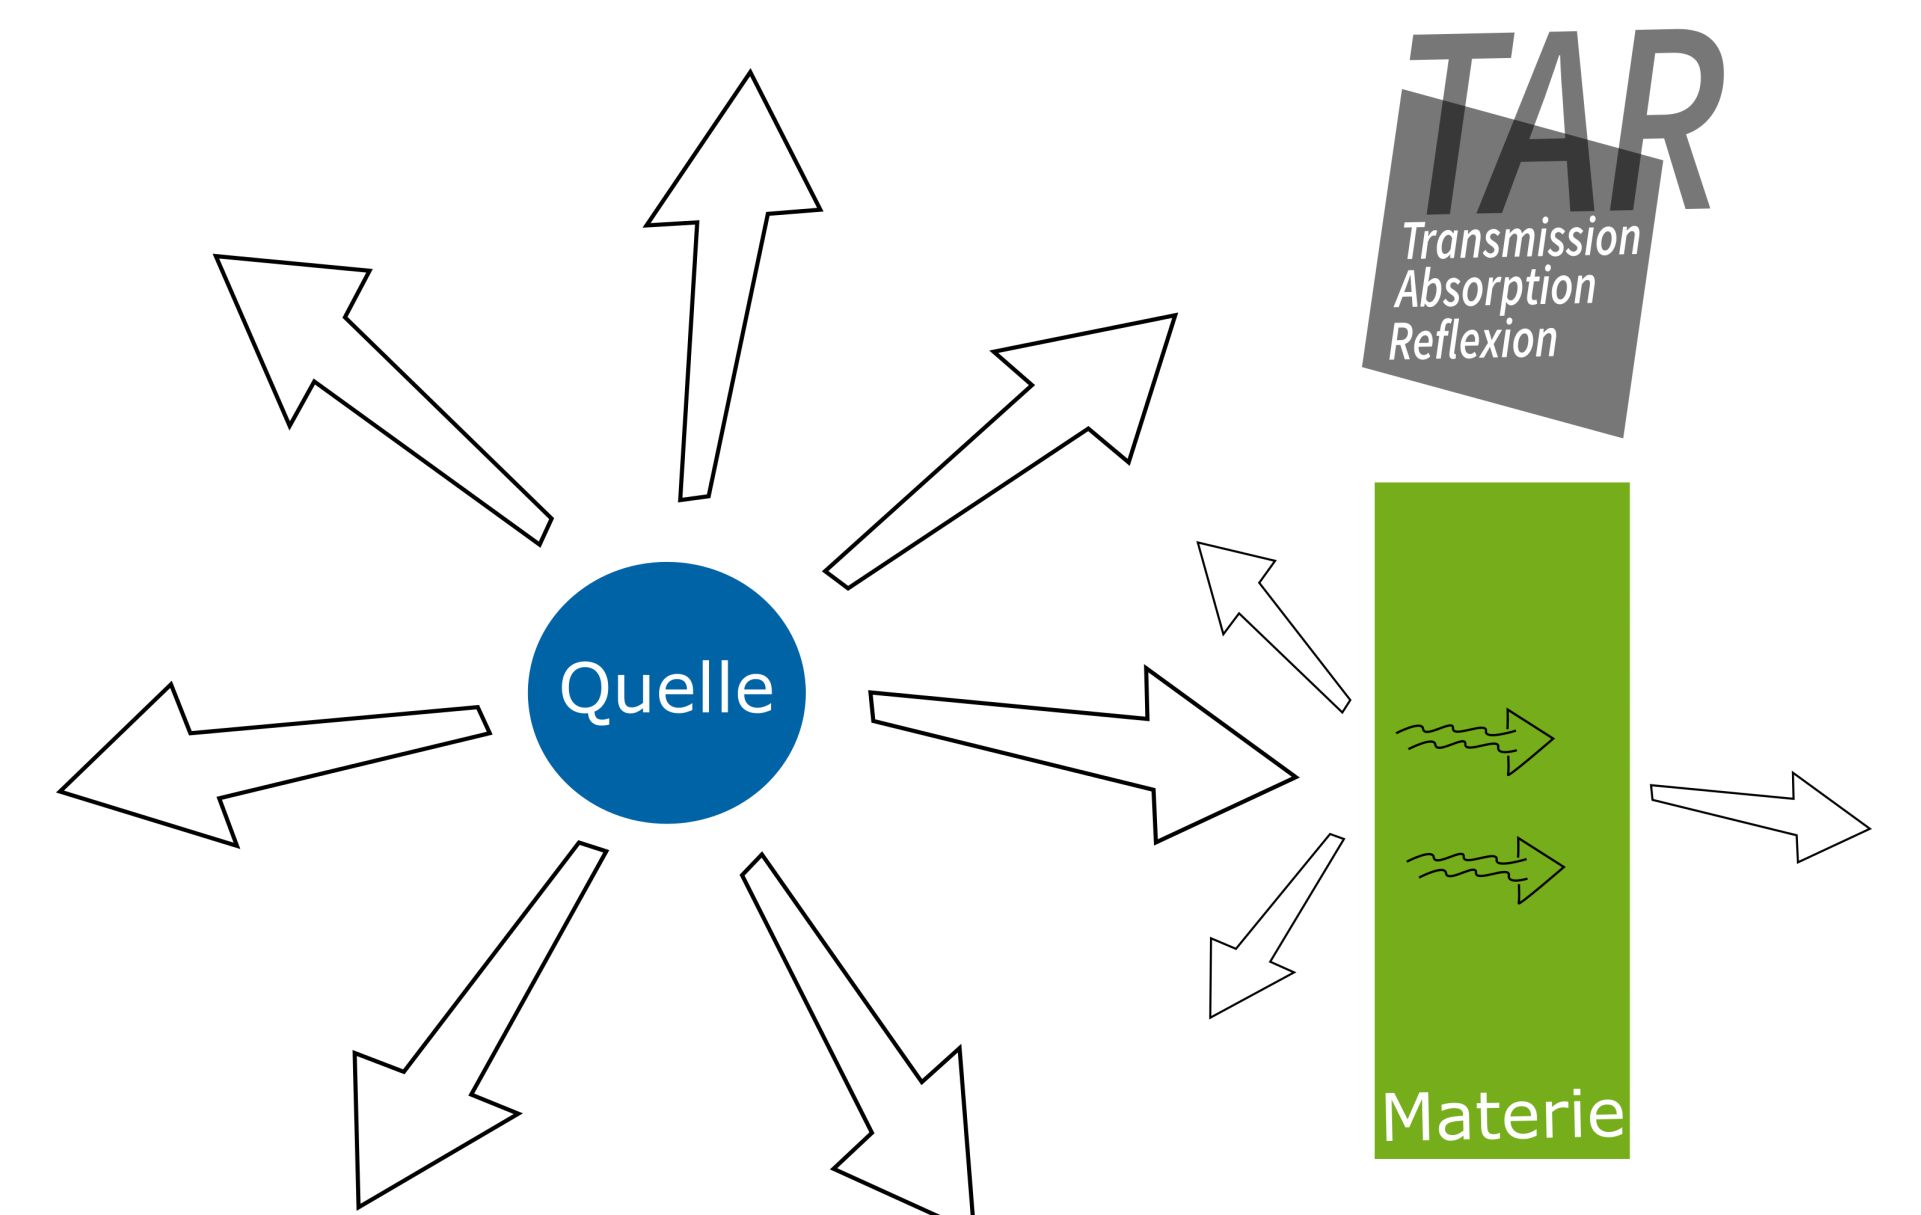 TAR
Transmission
Absorption
Reflexion
Quelle
Materie